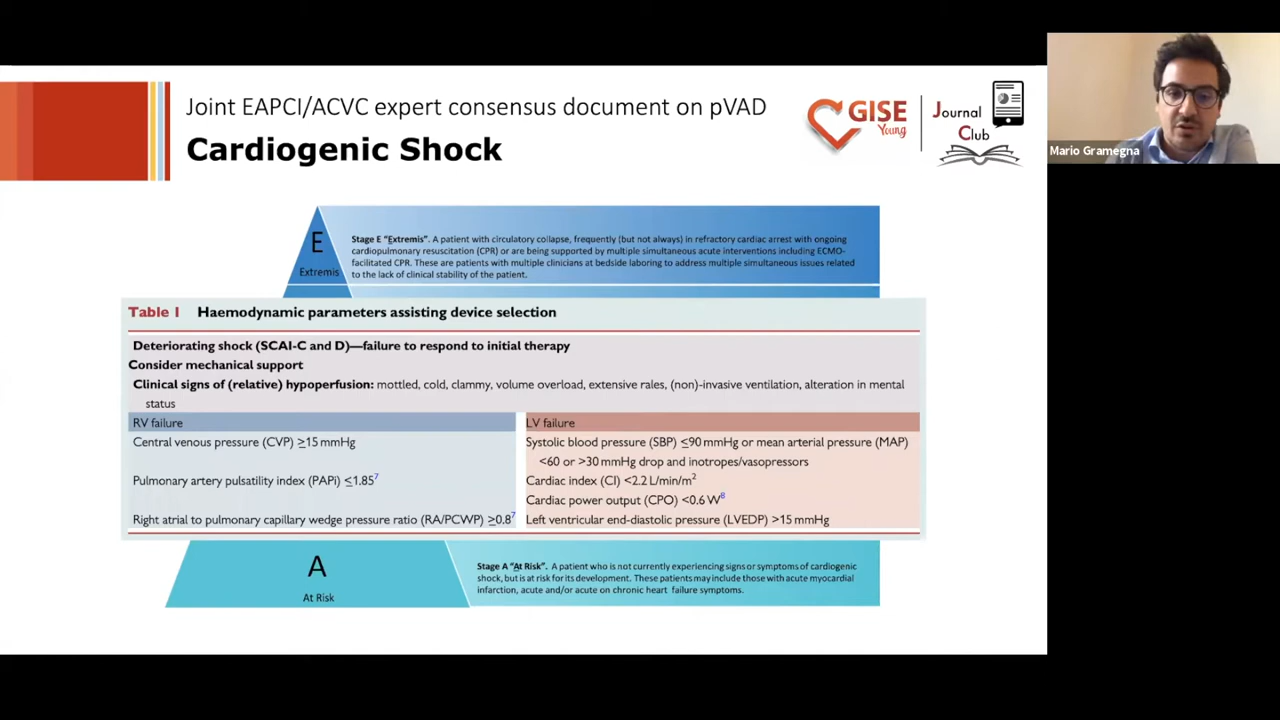 Joint EAPCI/ACVC expert consensus document on pVAD
Cardiogenic Shock
GISE
Young
Journal
Club
Mario Gramegna
E
Extremis
Stage E “Extremis”. A patient with circulatory collapse, frequently (but not always) in refractory cardiac arrest with ongoing
cardiopulmonary resuscitation (CPR) or are being supported by multiple simultaneous acute interventions including ECMO-
facilitated CPR. These are patients with multiple clinicians at bedside laboring to address multiple simultaneous issues related
to the lack of clinical stability of the patient.
Table 1 Haemodynamic parameters assisting device selection
Deteriorating shock (SCAI-C and D)—failure to respond to initial therapy
Consider mechanical support
Clinical signs of (relative) hypoperfusion: mottled, cold, clammy, volume overload, extensive rales, (non)-invasive ventilation, alteration in mental
status
RV failure
Central venous pressure (CVP) ≥15 mmHg
Pulmonary artery pulsatility index (PAPi) ≤1.85⁷
Right atrial to pulmonary capillary wedge pressure ratio (RA/PCWP) ≥0.8⁷
LV failure
Systolic blood pressure (SBP) ≤90 mmHg or mean arterial pressure (MAP)
<60 or >30 mmHg drop and inotropes/vasopressors
Cardiac index (CI) <2.2 L/min/m²
Cardiac power output (CPO) <0.6 W⁸
Left ventricular end-diastolic pressure (LVEDP) >15 mmHg
A
At Risk
Stage A “At Risk”. A patient who is not currently experiencing signs or symptoms of cardiogenic
shock, but is at risk for its development. These patients may include those with acute myocardial
infarction, acute and/or acute on chronic heart failure symptoms.